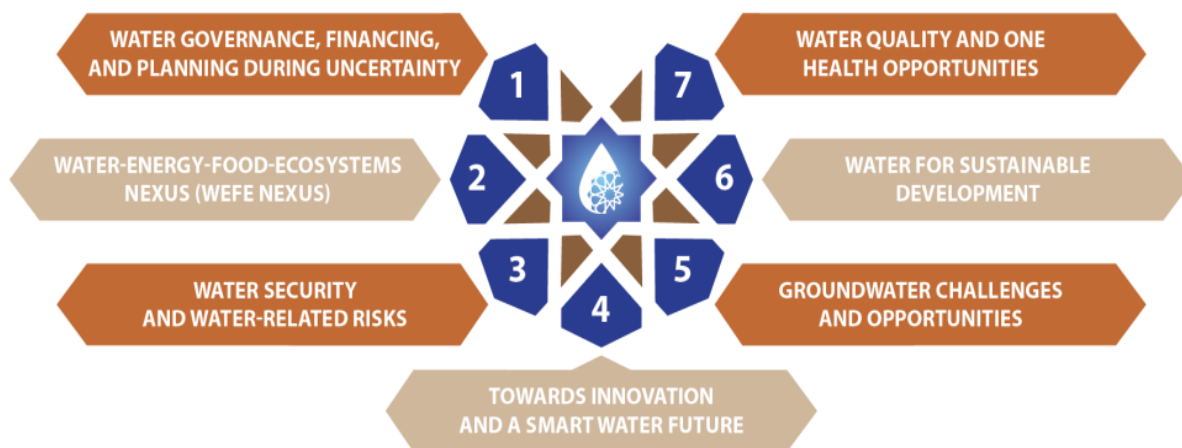 1
WATER GOVERNANCE, FINANCING,
AND PLANNING DURING UNCERTAINTY
2
WATER-ENERGY-FOOD-ECOSYSTEMS
NEXUS (WEFE NEXUS)
3
WATER SECURITY
AND WATER-RELATED RISKS
4
TOWARDS INNOVATION
AND A SMART WATER FUTURE
5
GROUNDWATER CHALLENGES
AND OPPORTUNITIES
6
WATER FOR SUSTAINABLE
DEVELOPMENT
7
WATER QUALITY AND ONE
HEALTH OPPORTUNITIES